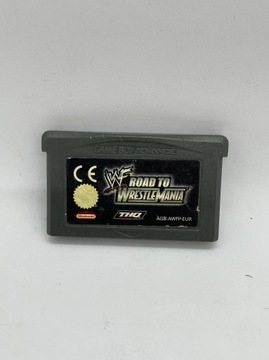 GAME BOY ADVANCE
CE
WF
ROAD TO
WRESTLEMANIA
Nintendo
THQ
AGB-AWFP-EUR